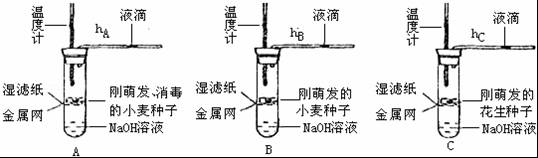 温度计
hA
液滴
湿滤纸
金属网
刚萌发、消毒的小麦种子
NaOH溶液
A
温度计
hB
液滴
湿滤纸
金属网
刚萌发的小麦种子
NaOH溶液
B
温度计
hC
液滴
湿滤纸
金属网
刚萌发的花生种子
NaOH溶液
C